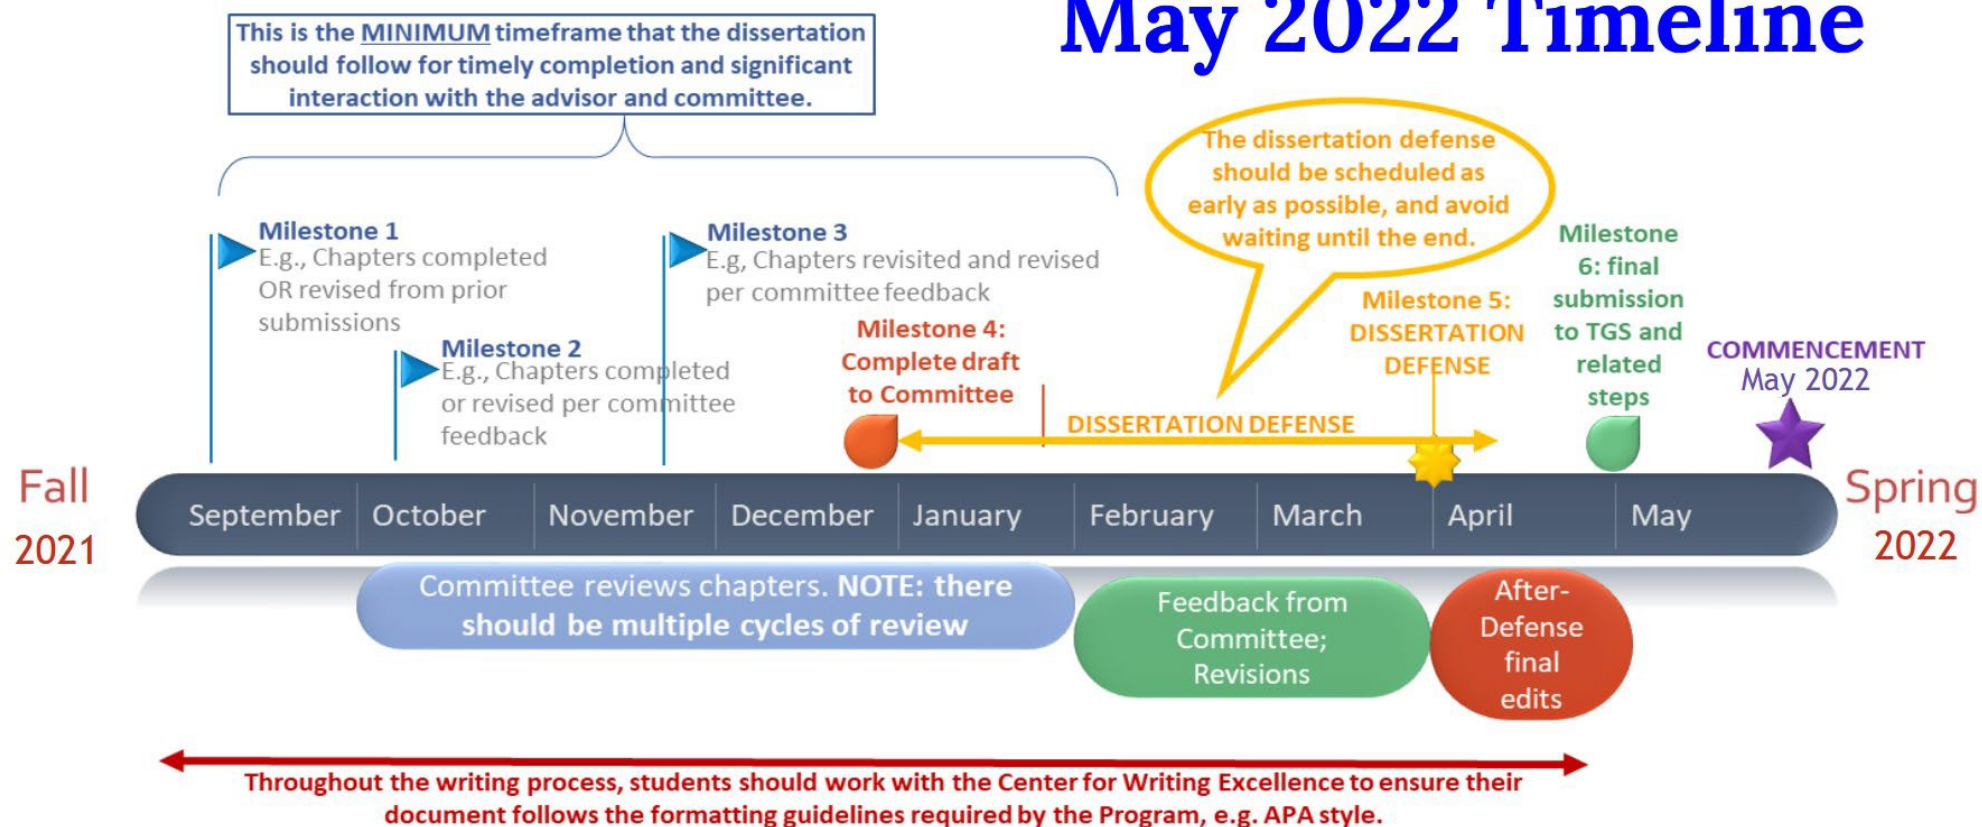 May 2022 Timeline
This is the MINIMUM timeframe that the dissertation
should follow for timely completion and significant
interaction with the advisor and committee.
The dissertation defense
should be scheduled as
early as possible, and avoid
waiting until the end.
Milestone 1
E.g., Chapters completed
OR revised from prior
submissions
Milestone 2
E.g., Chapters completed
or revised per committee
feedback
Milestone 3
E.g, Chapters revisited and revised
per committee feedback
Milestone 4:
Complete draft
to Committee
DISSERTATION DEFENSE
Milestone 5:
DISSERTATION
DEFENSE
Milestone
6: final
submission
to TGS and
related
steps
COMMENCEMENT
May 2022
Fall
2021
September
October
November
December
January
February
March
April
May
Spring
2022
Committee reviews chapters. NOTE: there
should be multiple cycles of review
Feedback from
Committee;
Revisions
After-
Defense
final
edits
Throughout the writing process, students should work with the Center for Writing Excellence to ensure their
document follows the formatting guidelines required by the Program, e.g. APA style.